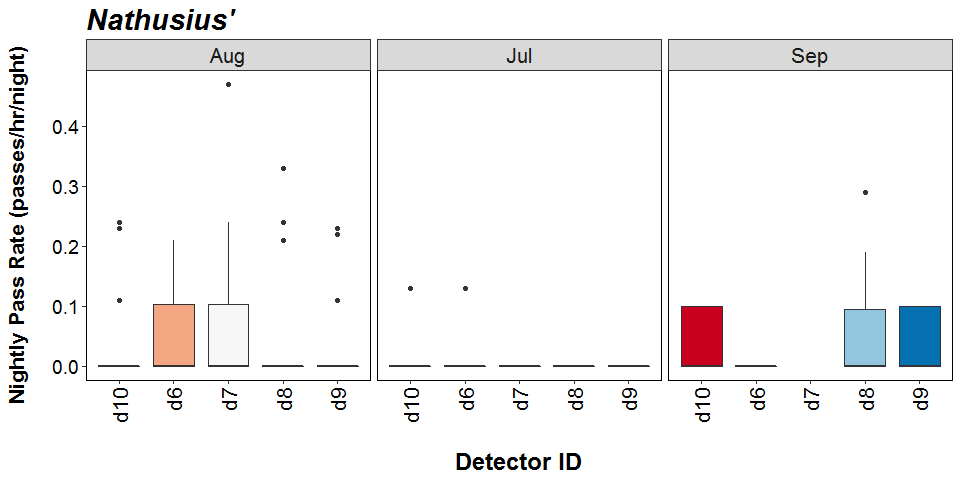 Nathusius'
Aug Jul Sep
Nightly Pass Rate (passes/hr/night)
0.4
0.3
0.2
0.1
0.0
d10 d6 d7 d8 d9 d10 d6 d7 d8 d9 d10 d6 d7 d8 d9
Detector ID